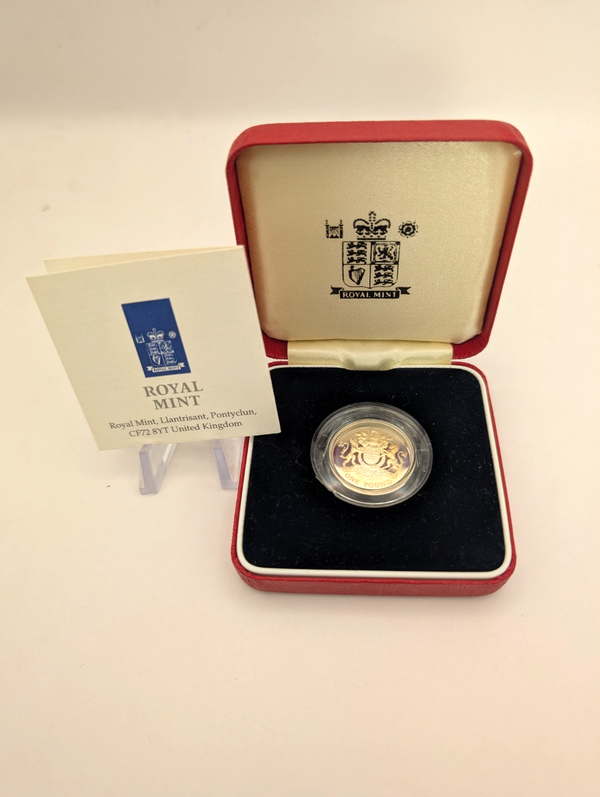 ROYAL MINT
ROYAL MINT
ROYAL
MINT
Royal Mint, Llantrisant, Pontyclun,
CF72 8YT United Kingdom
ONE POUND